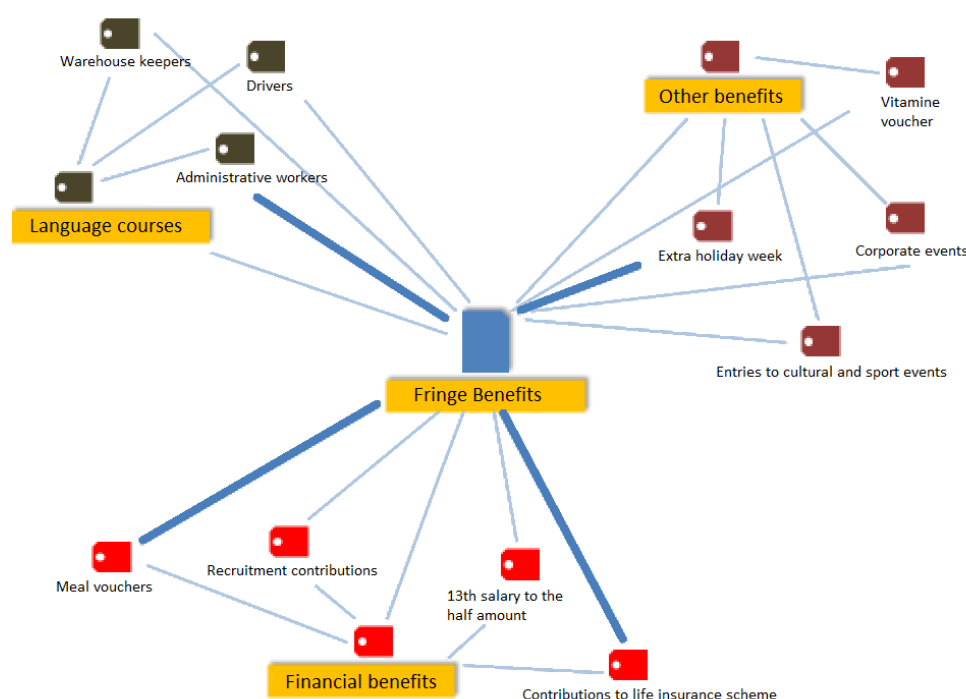 Warehouse keepers
Drivers
Administrative workers
Language courses
Other benefits
Vitamine
voucher
Extra holiday week
Corporate events
Entries to cultural and sport events
Fringe Benefits
Meal vouchers
Recruitment contributions
13th salary to the
half amount
Financial benefits
Contributions to life insurance scheme